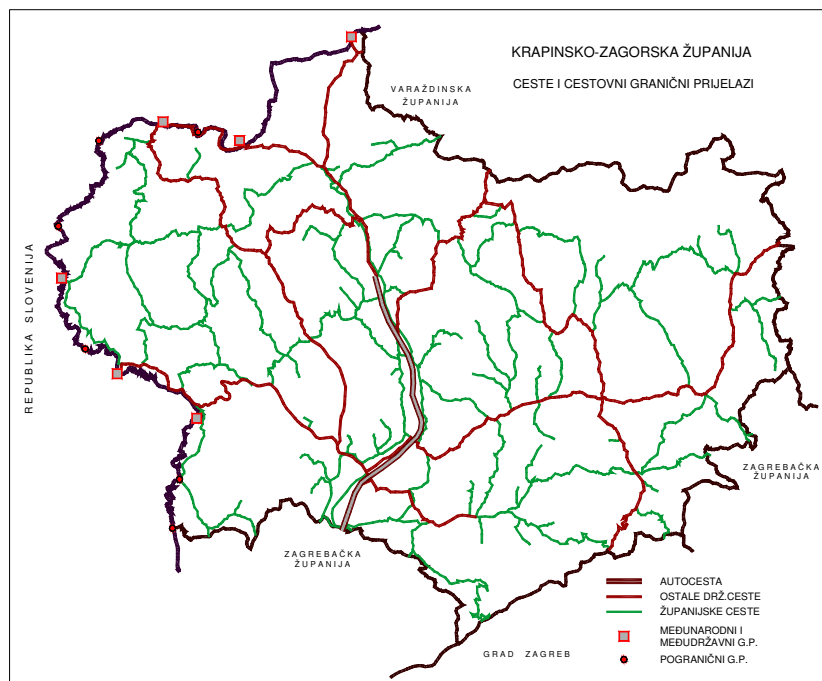 KRAPINSKO-ZAGORSKA ŽUPANIJA
CESTE I CESTOVNI GRANIČNI PRIJELAZI
VARAŽDINSKA
ŽUPANIJA
REPUBLIKA SLOVENIJA
ZAGREBAČKA
ŽUPANIJA
ZAGREBAČKA
ŽUPANIJA
GRAD ZAGREB
AUTOCESTA
OSTALE DRŽ.CESTE
ŽUPANIJSKE CESTE
MEĐUNARODNI I
MEĐUDRŽAVNI G.P.
POGRANIČNI G.P.